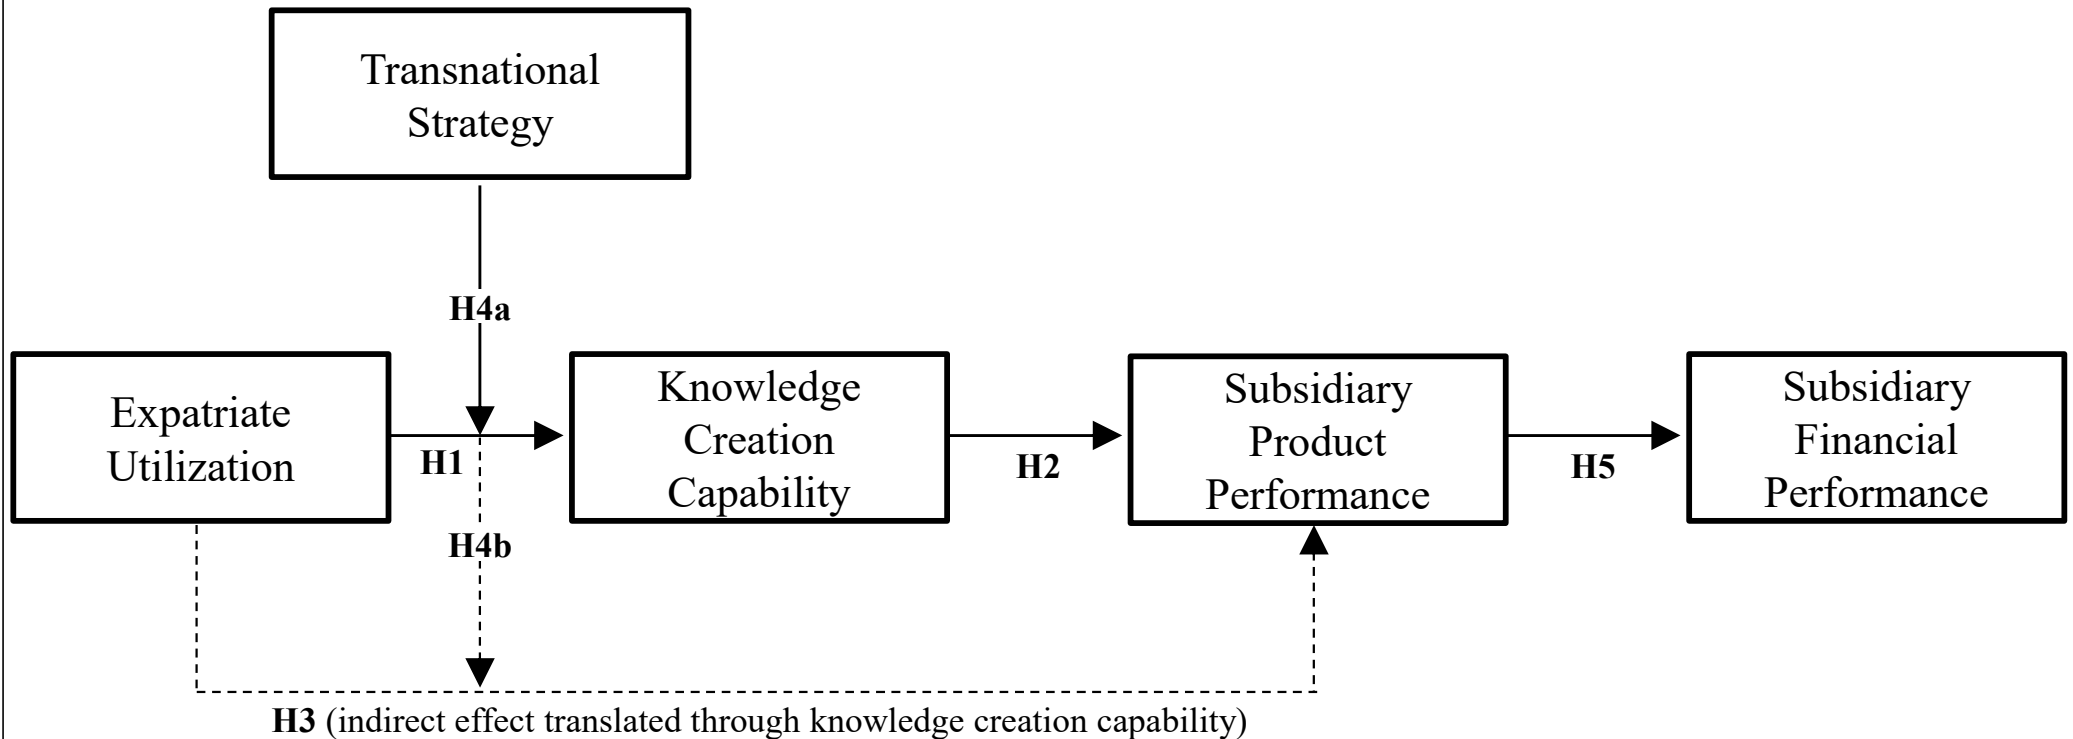 Transnational
Strategy
H4a
Expatriate
Utilization
H1
Knowledge
Creation
Capability
H2
Subsidiary
Product
Performance
H5
Subsidiary
Financial
Performance
H4b
H3 (indirect effect translated through knowledge creation capability)